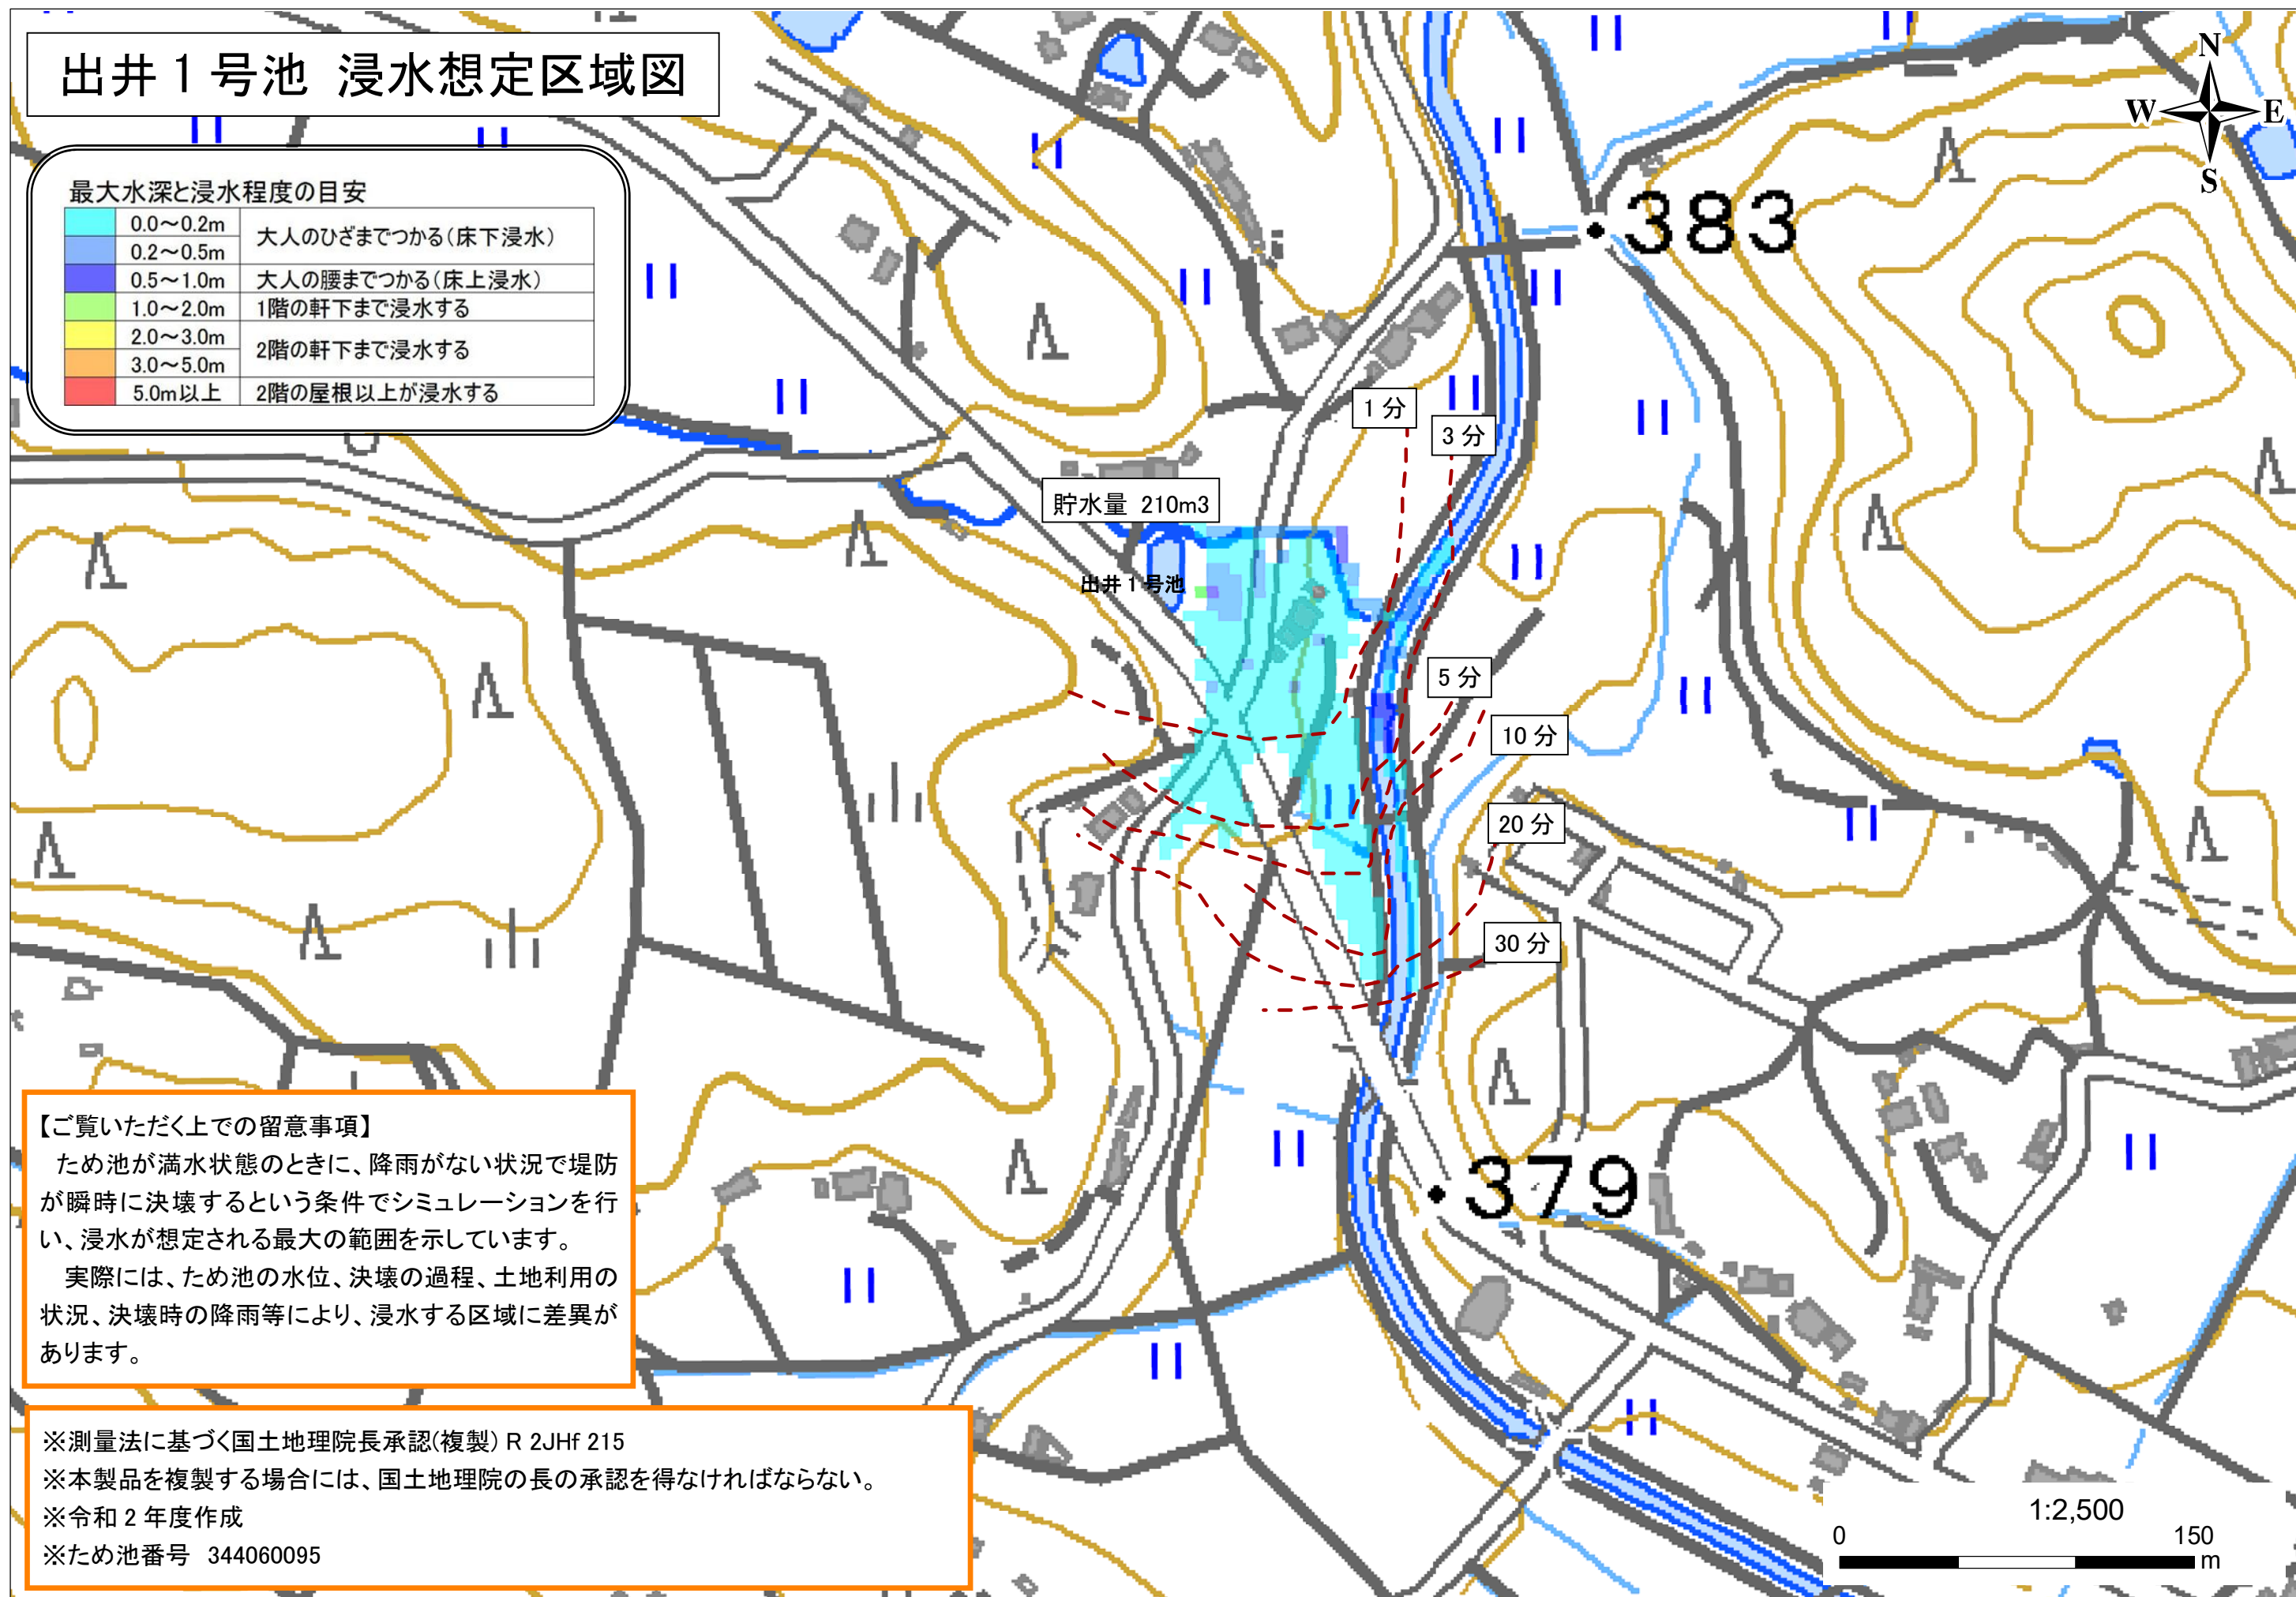 出井１号池 浸水想定区域図
N
W
E
S
最大水深と浸水程度の目安
0.0～0.2m
大人のひざまでつかる(床下浸水)
0.2～0.5m
0.5～1.0m 大人の腰までつかる(床上浸水)
1.0～2.0m 1階の軒下まで浸水する
2.0～3.0m
2階の軒下まで浸水する
3.0～5.0m
5.0m以上 2階の屋根以上が浸水する
383
1 分
3 分
貯水量 210m3
出井１号池
5 分
10 分
20 分
30 分
379
【ご覧いただく上での留意事項】
ため池が満水状態のときに、降雨がない状況で堤防
が瞬時に決壊するという条件でシミュレーションを行
い、浸水が想定される最大の範囲を示しています。
実際には、ため池の水位、決壊の過程、土地利用の
状況、決壊時の降雨等により、浸水する区域に差異が
あります。
※測量法に基づく国土地理院長承認(複製) R 2JHf 215
※本製品を複製する場合には、国土地理院の長の承認を得なければならない。
※令和 2 年度作成
※ため池番号 344060095
1:2,500
0 150
m